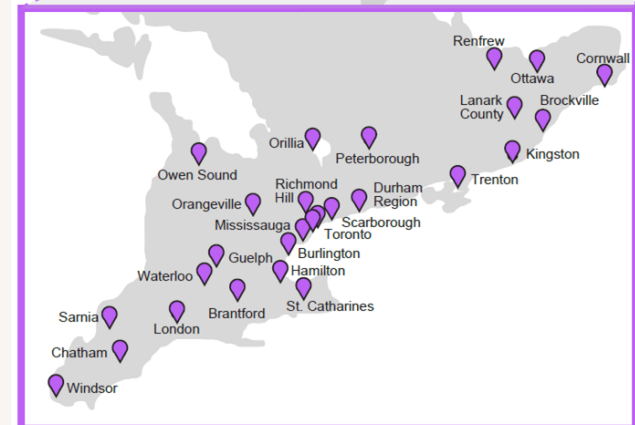 Renfrew
Ottawa
Cornwall
Lanark
County
Brockville
Orillia
Peterborough
Kingston
Owen Sound
Trenton
Richmond
Hill
Durham
Region
Orangeville
Scarborough
Mississauga
Toronto
Burlington
Guelph
Hamilton
Waterloo
St. Catharines
Brantford
Sarnia
London
Chatham
Windsor